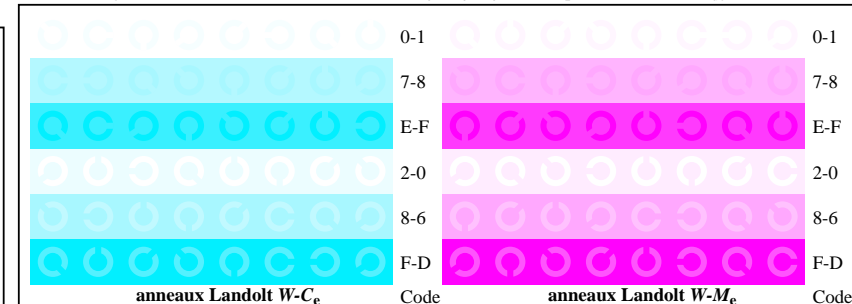 0-1 0-1
7-8 7-8
E-F E-F
2-0 2-0
8-6 8-6
F-D F-D
anneaux Landolt W-Ce Code anneaux Landolt W-Me Code